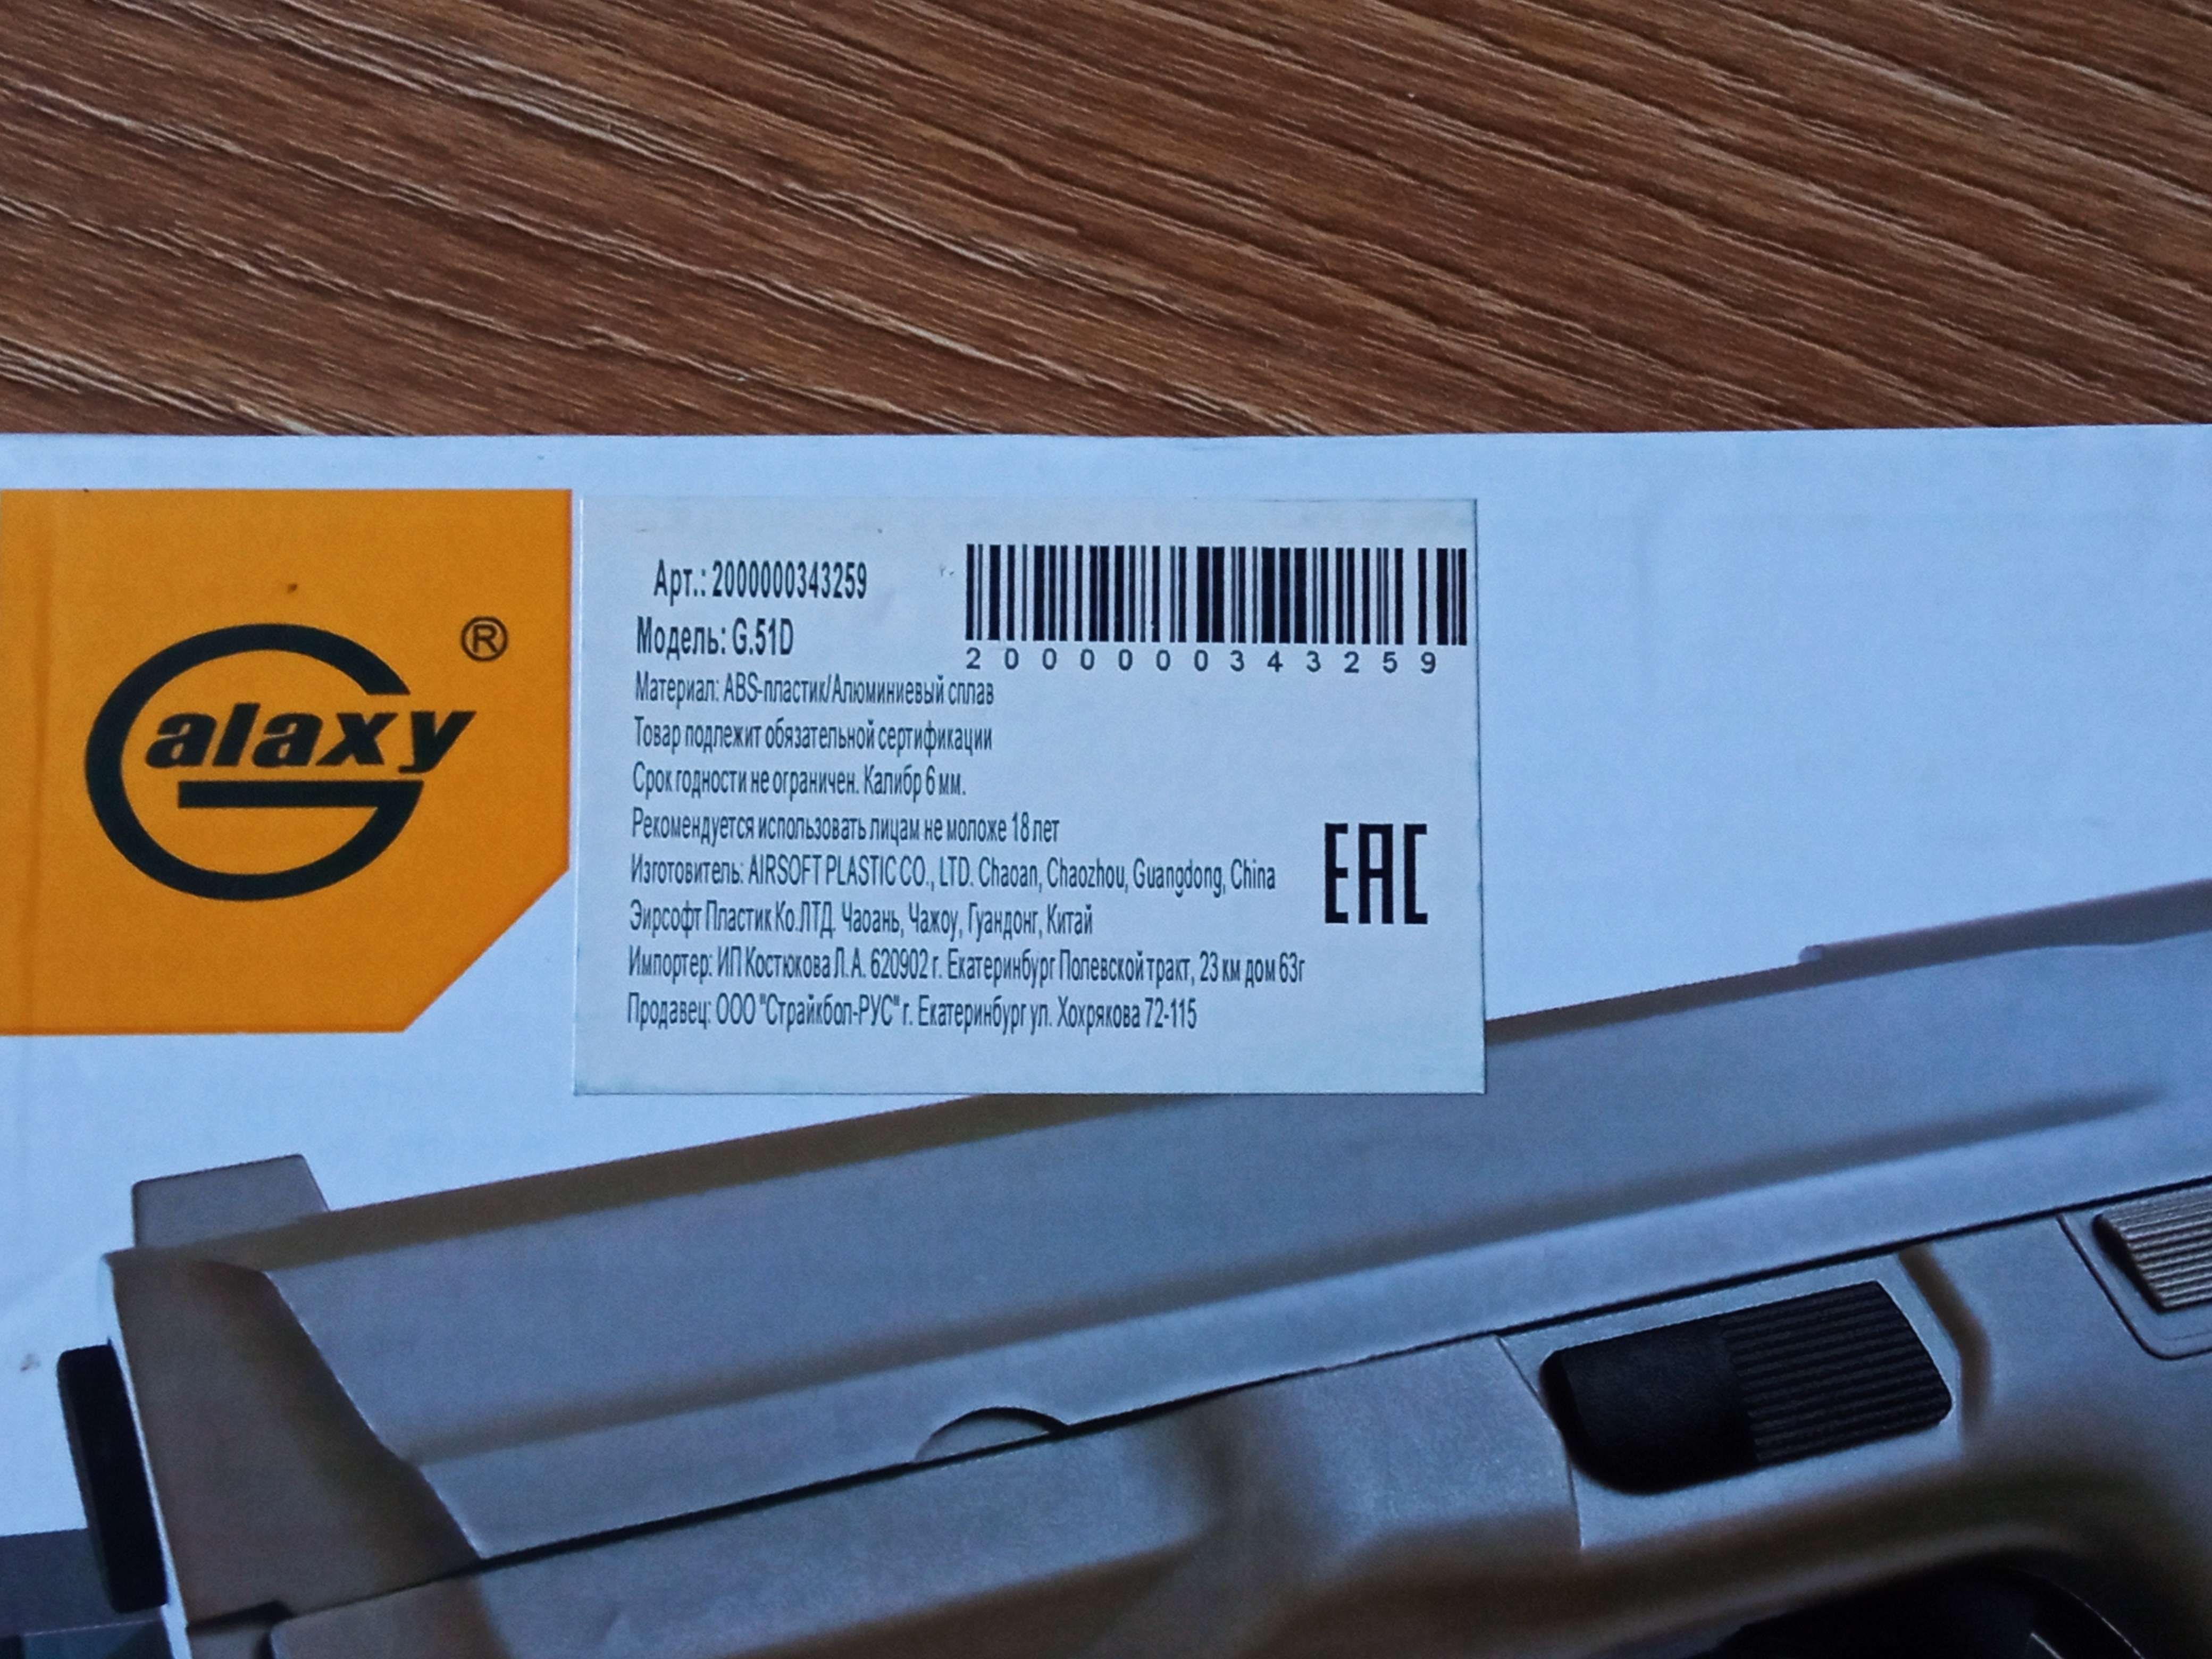 Galaxy ®
Арт.: 2000000343259
2000000343259
Модель: G.51D
Материал: ABS-пластик/Алюминиевый сплав
Товар подлежит обязательной сертификации
Срок годности не ограничен. Калибр 6 мм.
Рекомендуется использовать лицам не моложе 18 лет
Изготовитель: AIRSOFT PLASTIC CO., LTD. Chaoan, Chaozhou, Guangdong, China
Эирсофт Пластик Ко.ЛТД. Чаоань, Чажоу, Гуандонг, Китай
Импортер: ИП Костюкова Л.А. 620902 г. Екатеринбург Полевской тракт, 23 км дом 63г
Продавец: ООО "Страйкбол-РУС" г. Екатеринбург ул. Хохрякова 72-115
EAC